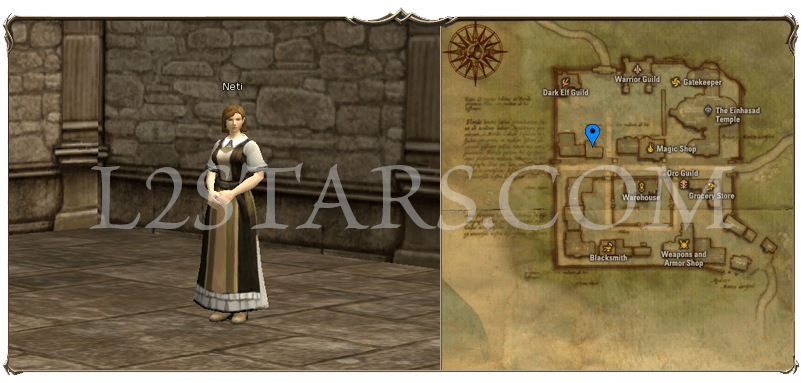 Neti
Warrior Guild
Gatekeeper
Dark Elf Guild
The Einhasad
Temple
Magic Shop
Orc Guild
Warehouse
Grocery Store
Blacksmith
Weapons and
Armor Shop
L2STARS.COM